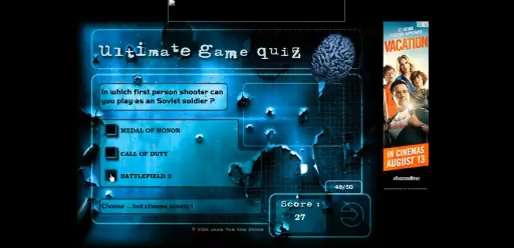 ultimate game quiz
In which first person shooter can
you play as an Soviet soldier ?
MEDAL OF HONOR
CALL OF DUTY
BATTLEFIELD 2
Choose ... but choose wisely !
48/50
Score :
27
VACATION
IN CINEMAS
AUGUST 13